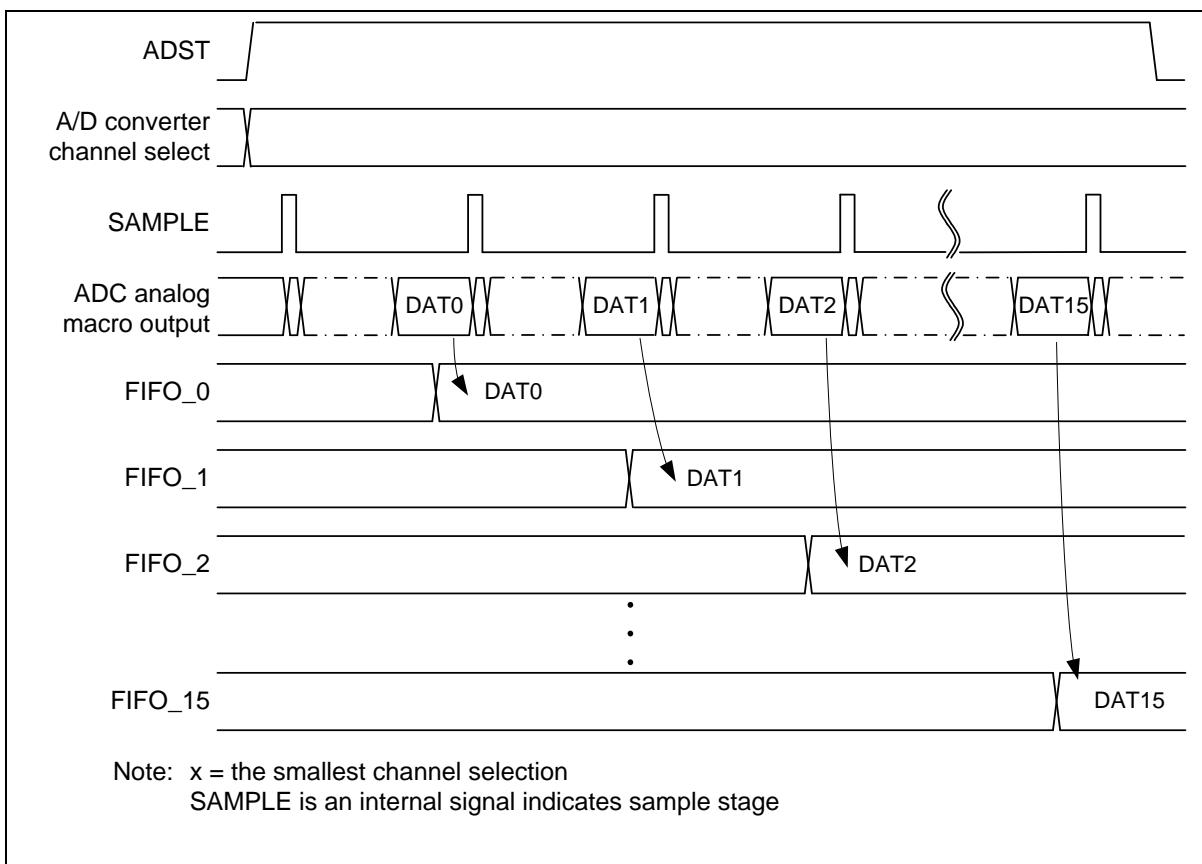 ADST
A/D converter
channel select
SAMPLE
ADC analog
macro output
DAT0
DAT1
DAT2
DAT15
FIFO_0
DAT0
FIFO_1
DAT1
FIFO_2
DAT2
FIFO_15
DAT15
Note: x = the smallest channel selection
SAMPLE is an internal signal indicates sample stage